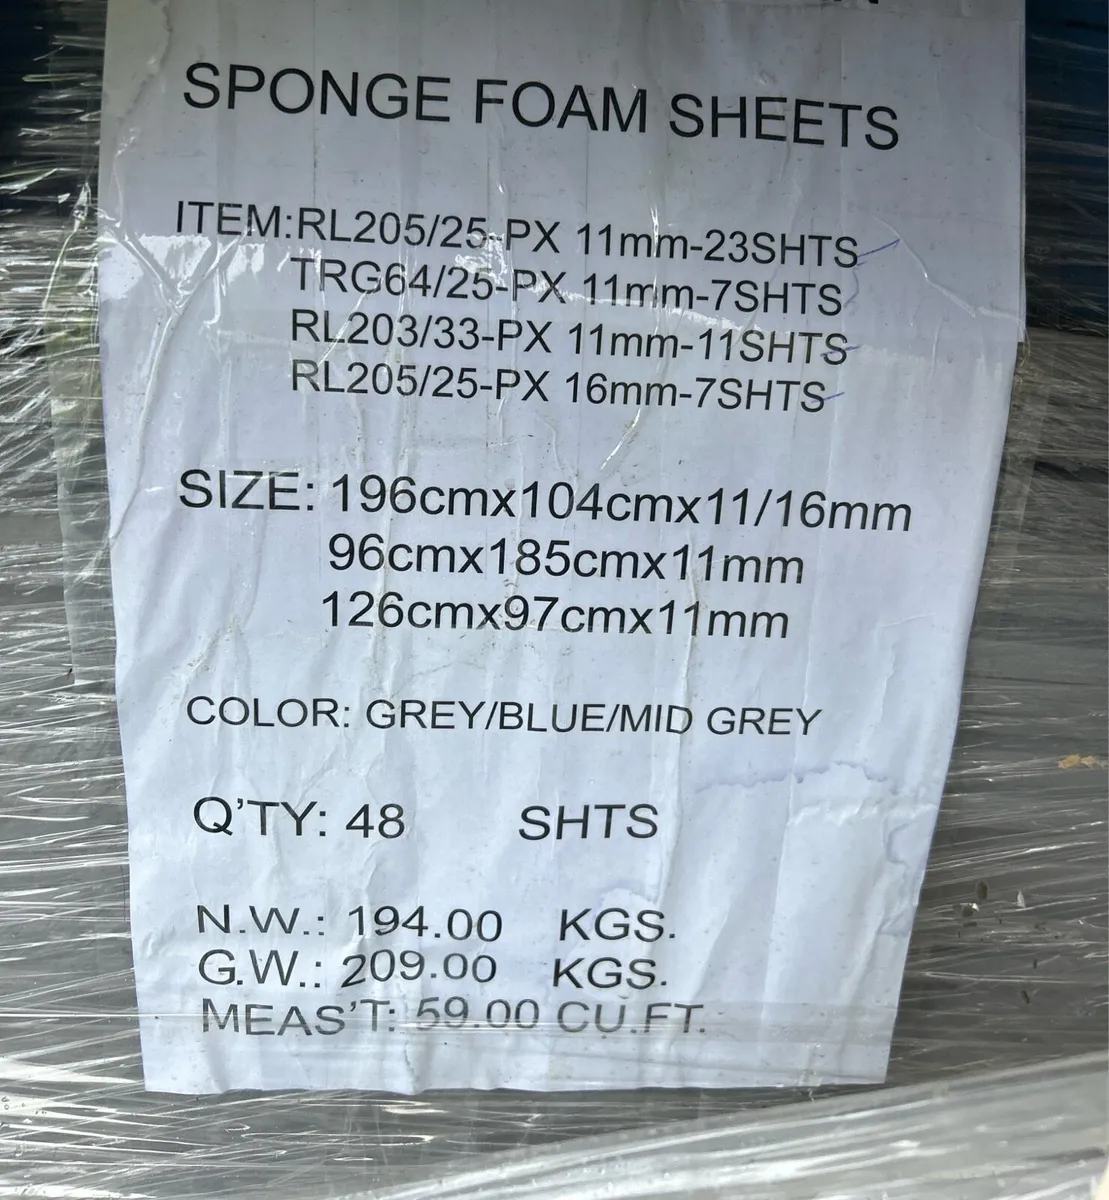 SPONGE FOAM SHEETS
ITEM:RL205/25-PX 11mm-23SHTS
TRG64/25-PX 11mm-7SHTS
RL203/33-PX 11mm-11SHTS
RL205/25-PX 16mm-7SHTS
SIZE: 196cmx104cmx11/16mm
96cmx185cmx11mm
126cmx97cmx11mm
COLOR: GREY/BLUE/MID GREY
Q'TY: 48 SHTS
N.W.: 194.00 KGS.
G.W.: 209.00 KGS.
MEAS'T: 59.00 CU.FT.